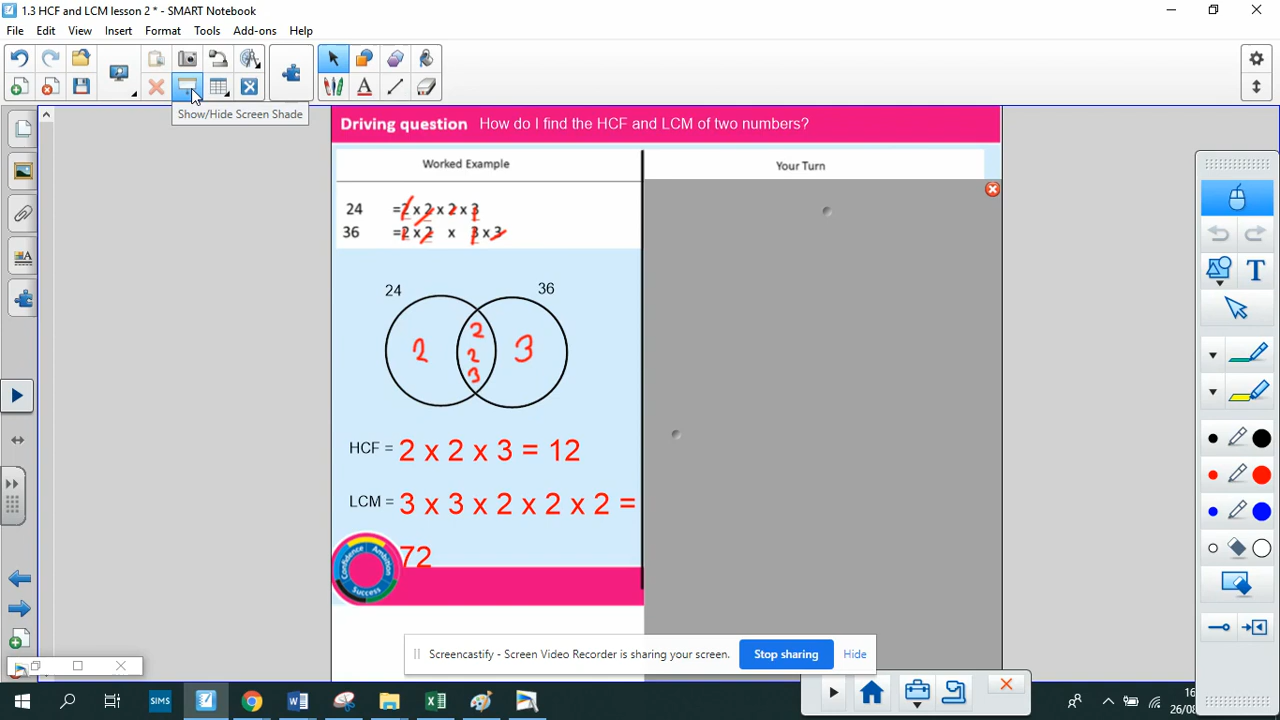 1.3 HCF and LCM lesson 2 * - SMART Notebook
File Edit View Insert Format Tools Add-ons Help
Show/Hide Screen Shade
Driving question How do I find the HCF and LCM of two numbers?
Worked Example
Your Turn
24 =2 x 2 x 2 x 3
36 =2 x 2 x 3 x 3
24
36
2
2
2
3
3
HCF = 2 x 2 x 3 = 12
LCM = 3 x 3 x 2 x 2 x 2 =
72
Confidence Ambition Success
Screencastify - Screen Video Recorder is sharing your screen. Stop sharing Hide
SIMS
16
26/08